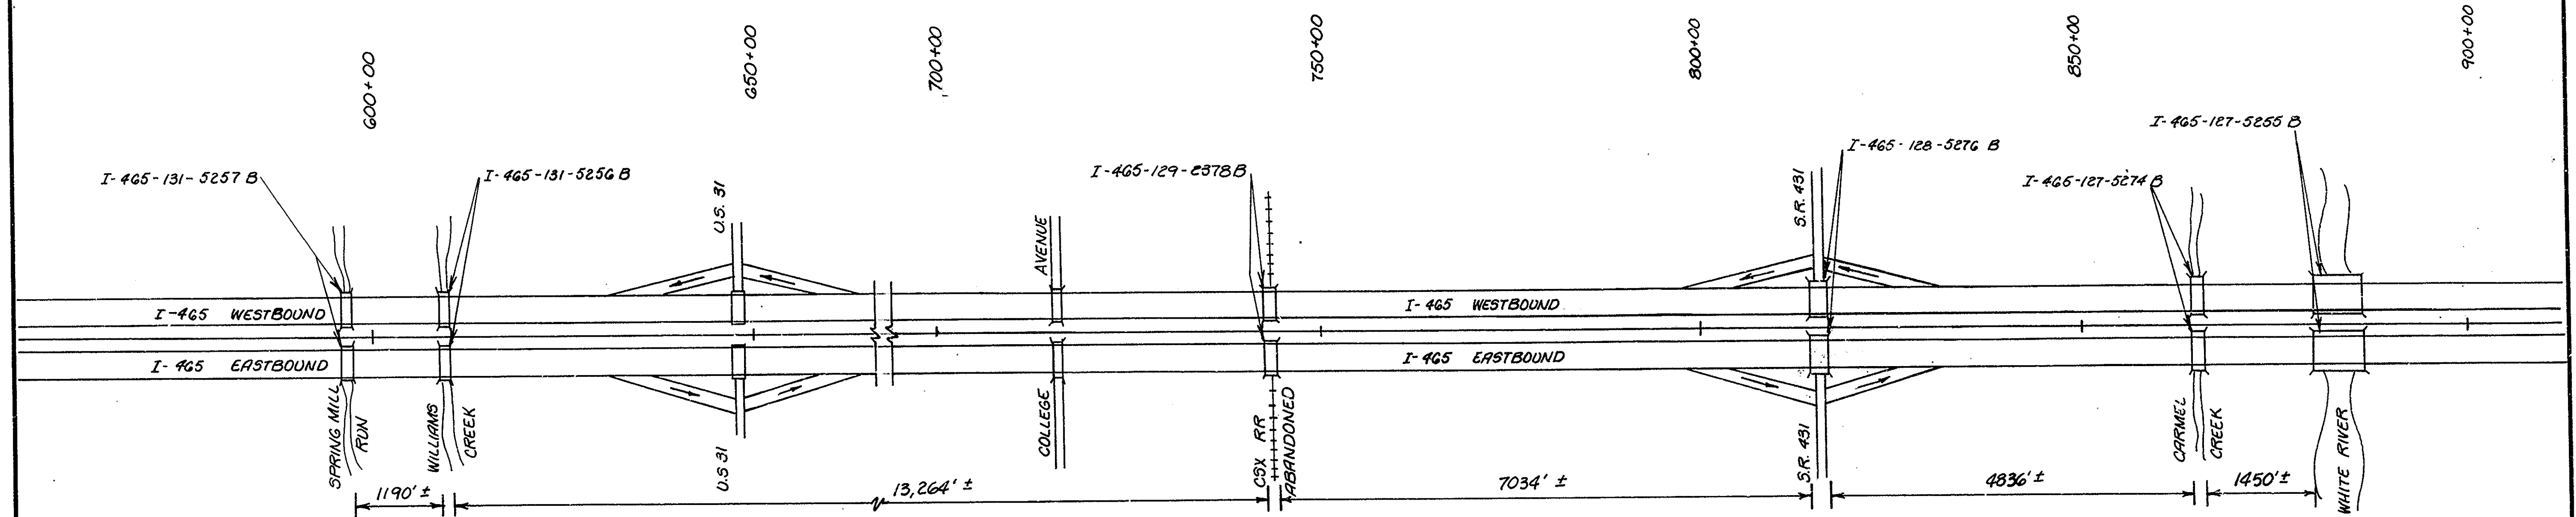 600+00
650+00
700+00
750+00
800+00
850+00
900+00
I-465-131-5257 B
I-465-131-5256 B
I-465-129-2378 B
I-465-128-5276 B
I-465-127-5274 B
I-465-127-5255 B
U.S. 31
AVENUE
S.R. 431
I-465 WESTBOUND
I-465 WESTBOUND
I-465 EASTBOUND
I-465 EASTBOUND
SPRING MILL
RUN
WILLIAMS
CREEK
U.S 31
COLLEGE
CSX RR
ABANDONED
S.R. 431
CARMEL
CREEK
WHITE RIVER
1190' ±
13,264' ±
7034' ±
4836' ±
1450' ±